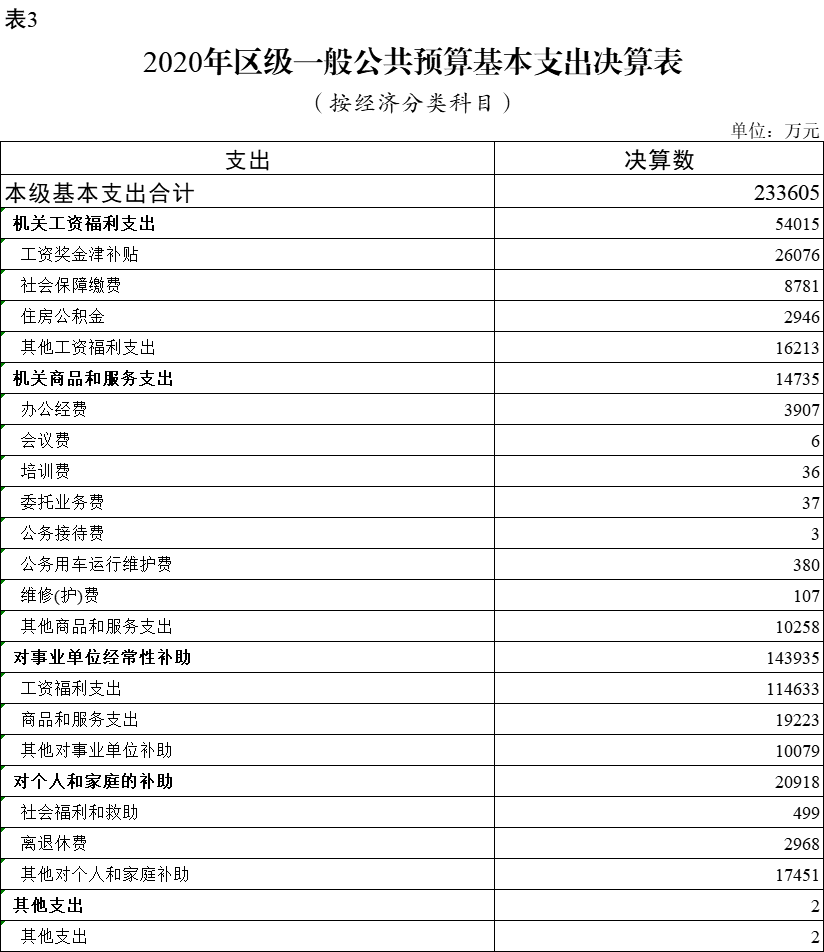 表3
2020年区级一般公共预算基本支出决算表
（按经济分类科目）
单位：万元
支出 决算数
本级基本支出合计 233605
机关工资福利支出 54015
工资奖金津补贴 26076
社会保障缴费 8781
住房公积金 2946
其他工资福利支出 16213
机关商品和服务支出 14735
办公经费 3907
会议费 6
培训费 36
委托业务费 37
公务接待费 3
公务用车运行维护费 380
维修(护)费 107
其他商品和服务支出 10258
对事业单位经常性补助 143935
工资福利支出 114633
商品和服务支出 19223
其他对事业单位补助 10079
对个人和家庭的补助 20918
社会福利和救助 499
离退休费 2968
其他对个人和家庭补助 17451
其他支出 2
其他支出 2